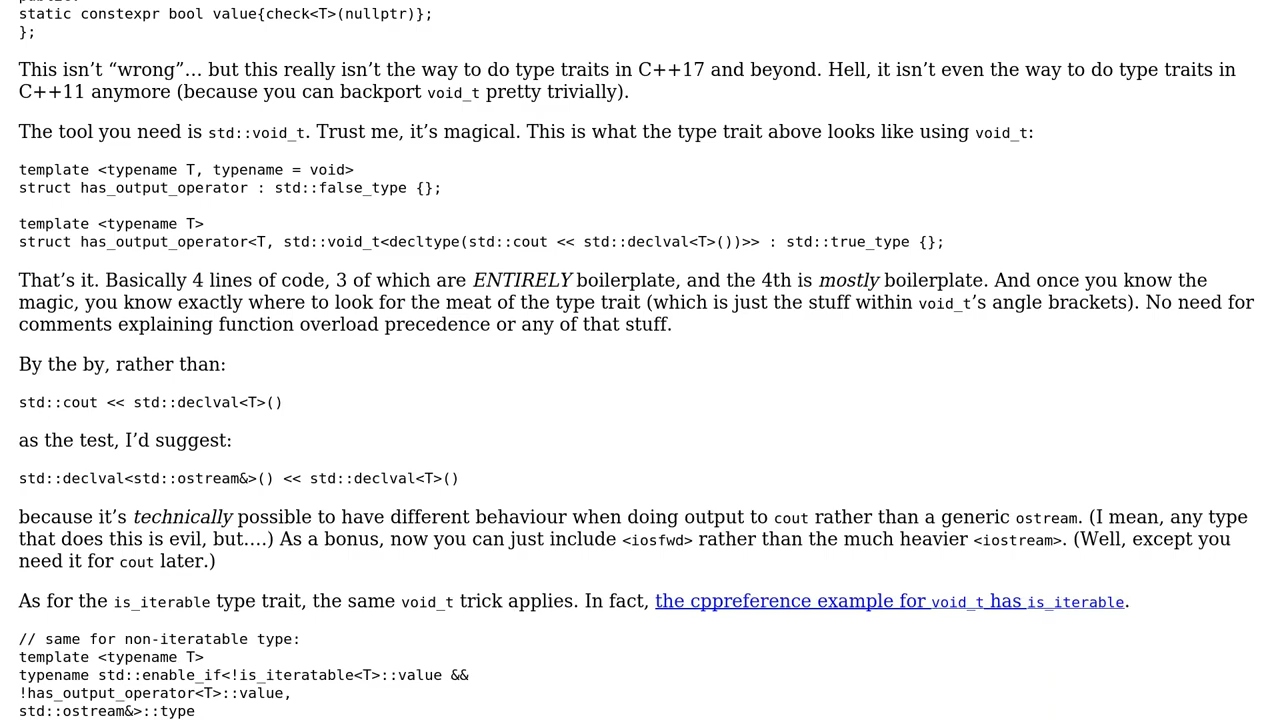 static constexpr bool value{check<T>(nullptr)};
};
This isn’t “wrong”… but this really isn’t the way to do type traits in C++17 and beyond. Hell, it isn’t even the way to do type traits in
C++11 anymore (because you can backport void_t pretty trivially).
The tool you need is std::void_t. Trust me, it’s magical. This is what the type trait above looks like using void_t:
template <typename T, typename = void>
struct has_output_operator : std::false_type {};
template <typename T>
struct has_output_operator<T, std::void_t<decltype(std::cout << std::declval<T>())>> : std::true_type {};
That’s it. Basically 4 lines of code, 3 of which are ENTIRELY boilerplate, and the 4th is mostly boilerplate. And once you know the
magic, you know exactly where to look for the meat of the type trait (which is just the stuff within void_t’s angle brackets). No need for
comments explaining function overload precedence or any of that stuff.
By the by, rather than:
std::cout << std::declval<T>()
as the test, I’d suggest:
std::declval<std::ostream&>() << std::declval<T>()
because it’s technically possible to have different behaviour when doing output to cout rather than a generic ostream. (I mean, any type
that does this is evil, but….) As a bonus, now you can just include <iosfwd> rather than the much heavier <iostream>. (Well, except you
need it for cout later.)
As for the is_iterable type trait, the same void_t trick applies. In fact, the cppreference example for void_t has is_iterable.
// same for non-iteratable type:
template <typename T>
typename std::enable_if<!is_iteratable<T>::value &&
!has_output_operator<T>::value,
std::ostream&>::type